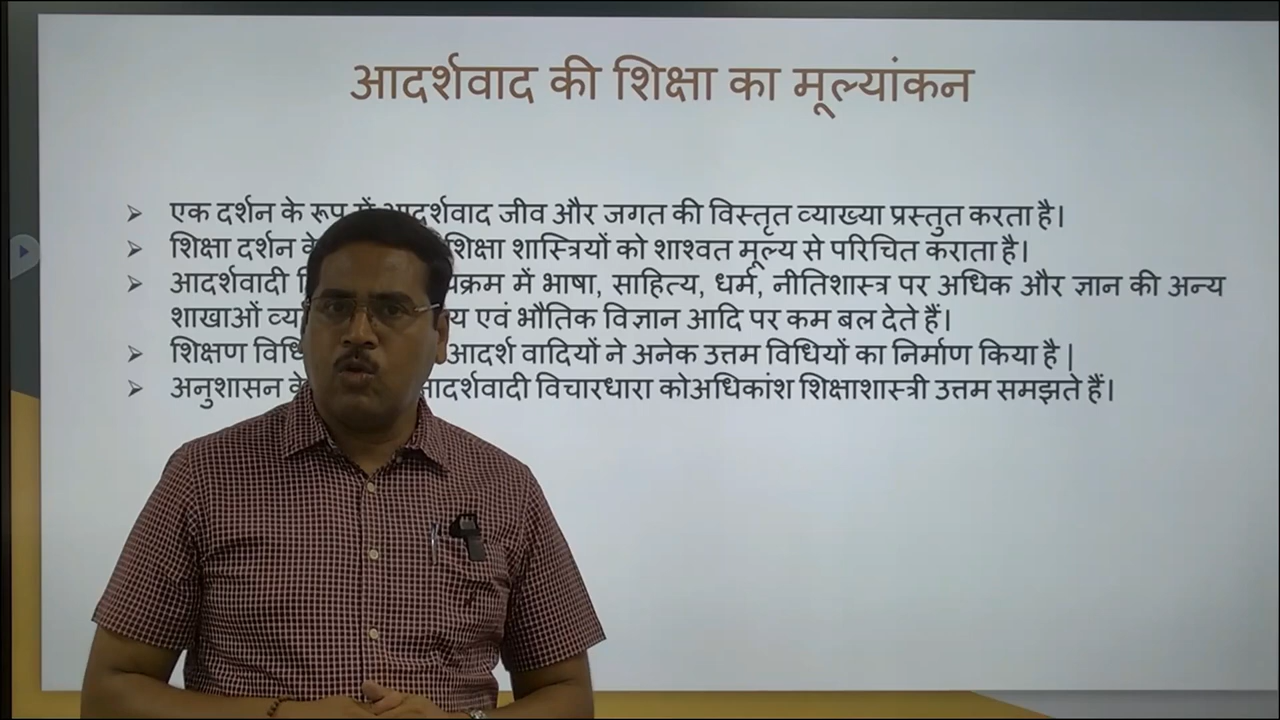 आदर्शवाद की शिक्षा का मूल्यांकन
एक दर्शन के रूप में आदर्शवाद जीव और जगत की विस्तृत व्याख्या प्रस्तुत करता है।
शिक्षा दर्शन शिक्षा शास्त्रियों को शाश्वत मूल्य से परिचित कराता है।
आदर्शवादी में भाषा, साहित्य, धर्म, नीतिशास्त्र पर अधिक और ज्ञान की अन्य
शाखाओं एवं भौतिक विज्ञान आदि पर कम बल देते हैं।
शिक्षण आदर्श वादियों ने अनेक उत्तम विधियों का निर्माण किया है |
अनुशासन आदर्शवादी विचारधारा कोअधिकांश शिक्षाशास्त्री उत्तम समझते हैं।